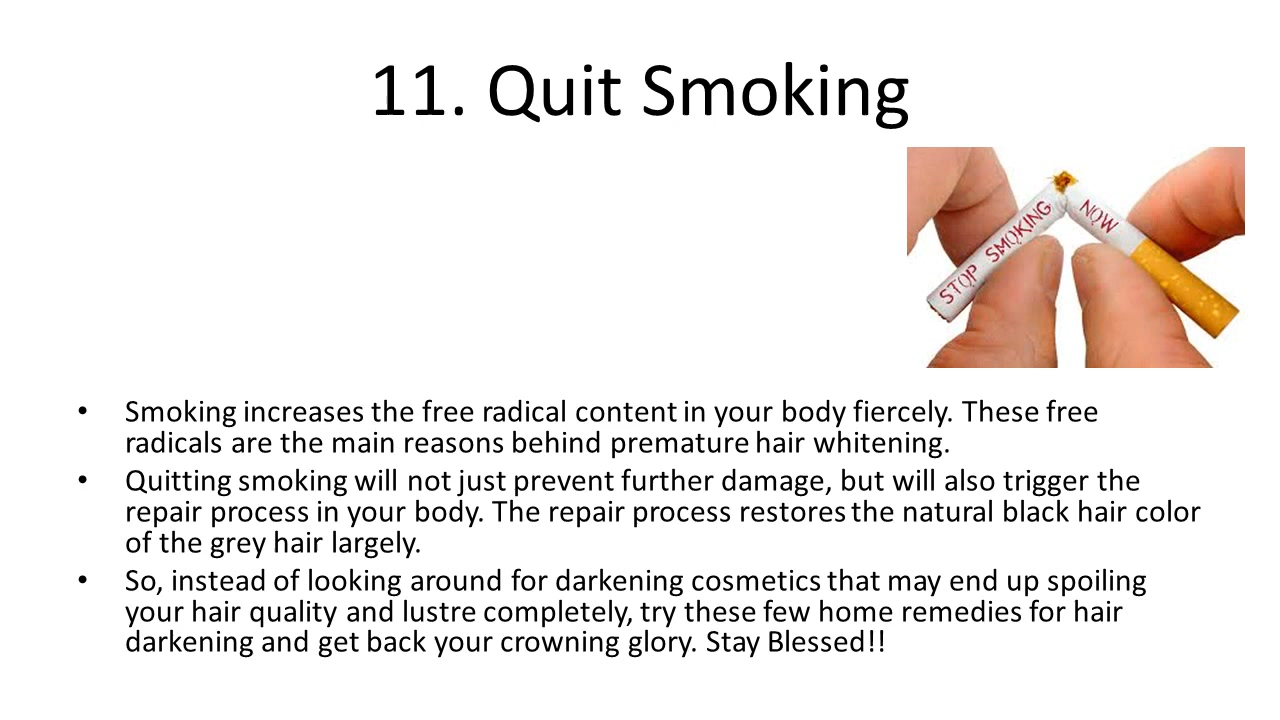 11. Quit Smoking
STOP SMOKING NOW
• Smoking increases the free radical content in your body fiercely. These free
radicals are the main reasons behind premature hair whitening.
• Quitting smoking will not just prevent further damage, but will also trigger the
repair process in your body. The repair process restores the natural black hair color
of the grey hair largely.
• So, instead of looking around for darkening cosmetics that may end up spoiling
your hair quality and lustre completely, try these few home remedies for hair
darkening and get back your crowning glory. Stay Blessed!!